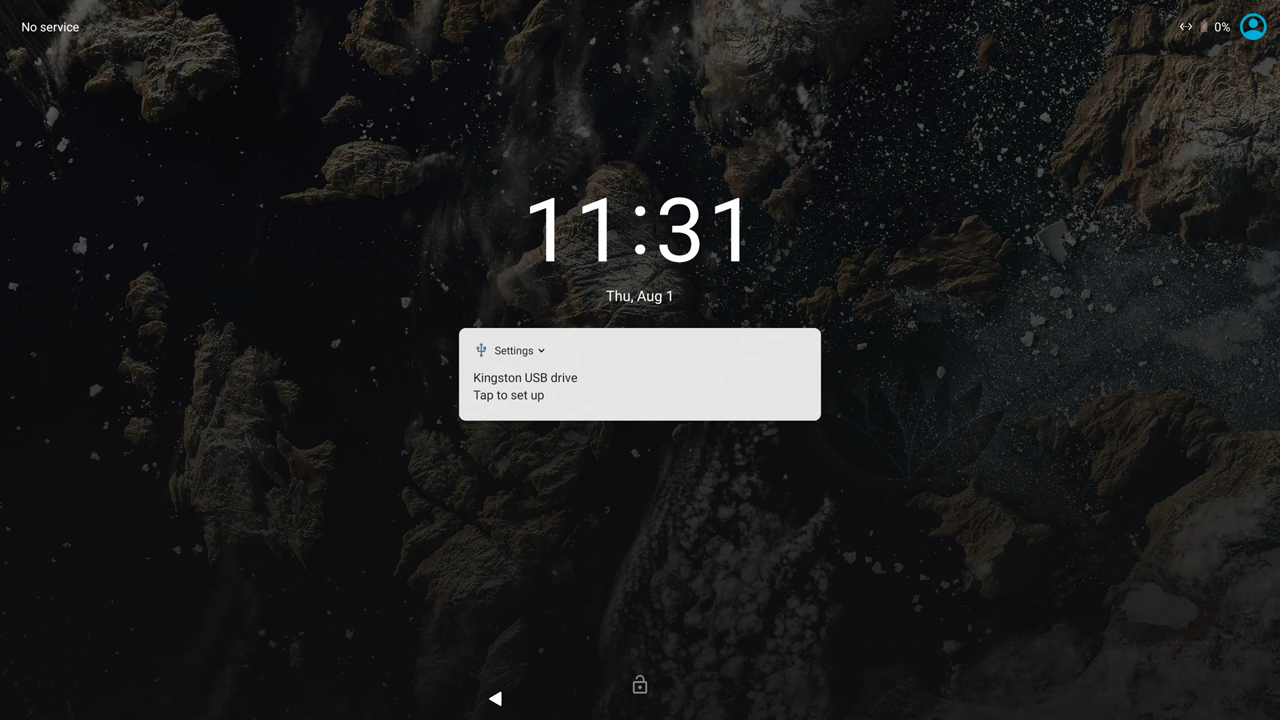 No service
0%
11:31
Thu, Aug 1
Settings
Kingston USB drive
Tap to set up